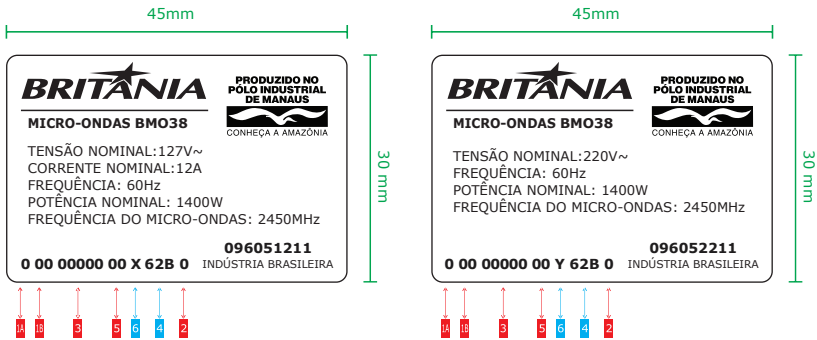 45mm
BRITANIA
PRODUZIDO NO
PÓLO INDUSTRIAL
DE MANAUS
CONHEÇA A AMAZÔNIA
MICRO-ONDAS BMO38
TENSÃO NOMINAL:127V~
CORRENTE NOMINAL:12A
FREQUÊNCIA: 60Hz
POTÊNCIA NOMINAL: 1400W
FREQUÊNCIA DO MICRO-ONDAS: 2450MHz
096051211
0 00 00000 00 X 62B 0 INDÚSTRIA BRASILEIRA
30 mm
1A 1B 3 5 6 4 2
45mm
BRITANIA
PRODUZIDO NO
PÓLO INDUSTRIAL
DE MANAUS
CONHEÇA A AMAZÔNIA
MICRO-ONDAS BMO38
TENSÃO NOMINAL:220V~
FREQUÊNCIA: 60Hz
POTÊNCIA NOMINAL: 1400W
FREQUÊNCIA DO MICRO-ONDAS: 2450MHz
096052211
0 00 00000 00 Y 62B 0 INDÚSTRIA BRASILEIRA
30 mm
1A 1B 3 5 6 4 2